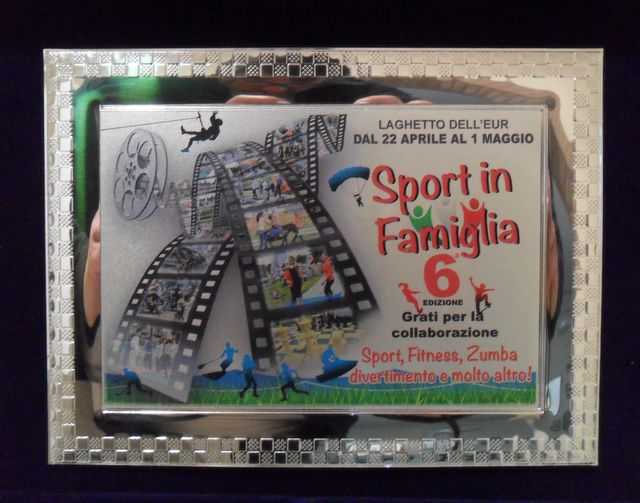 LAGHETTO DELL'EUR
DAL 22 APRILE AL 1 MAGGIO
Sport in
Famiglia
6ª
EDIZIONE
Grati per la
collaborazione
Sport, Fitness, Zumba
divertimento e molto altro!